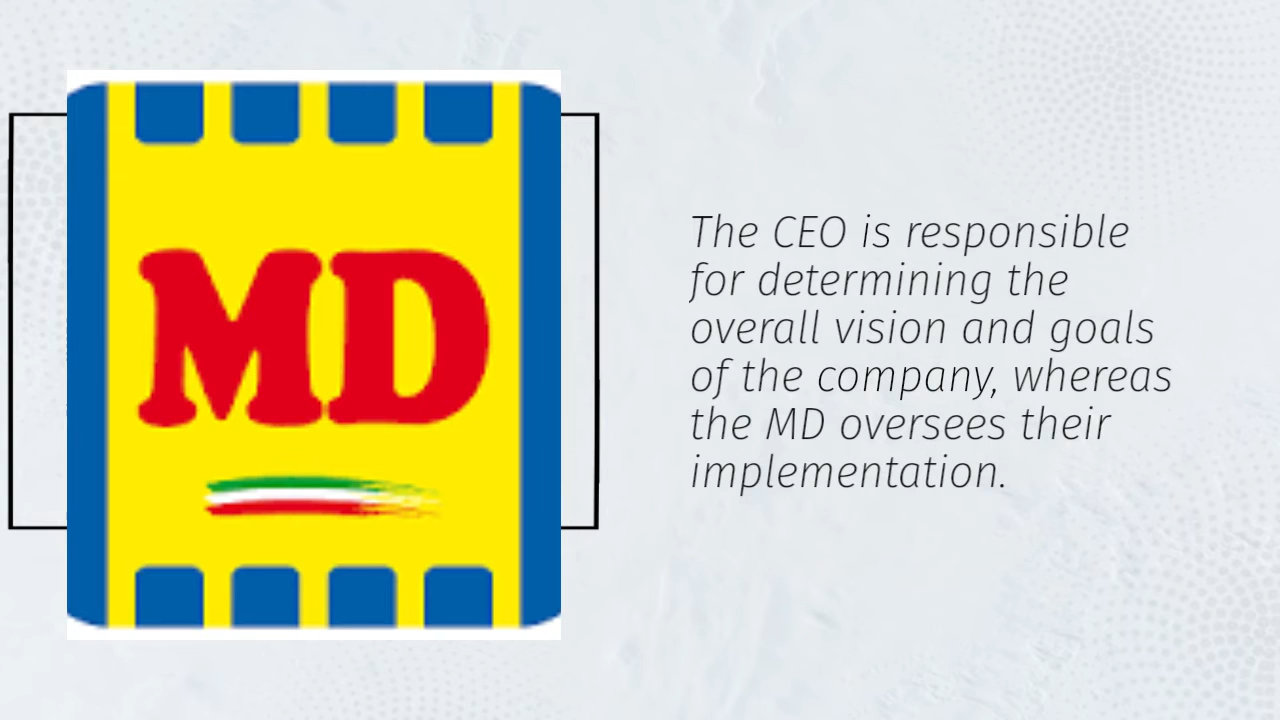 MD
The CEO is responsible
for determining the
overall vision and goals
of the company, whereas
the MD oversees their
implementation.